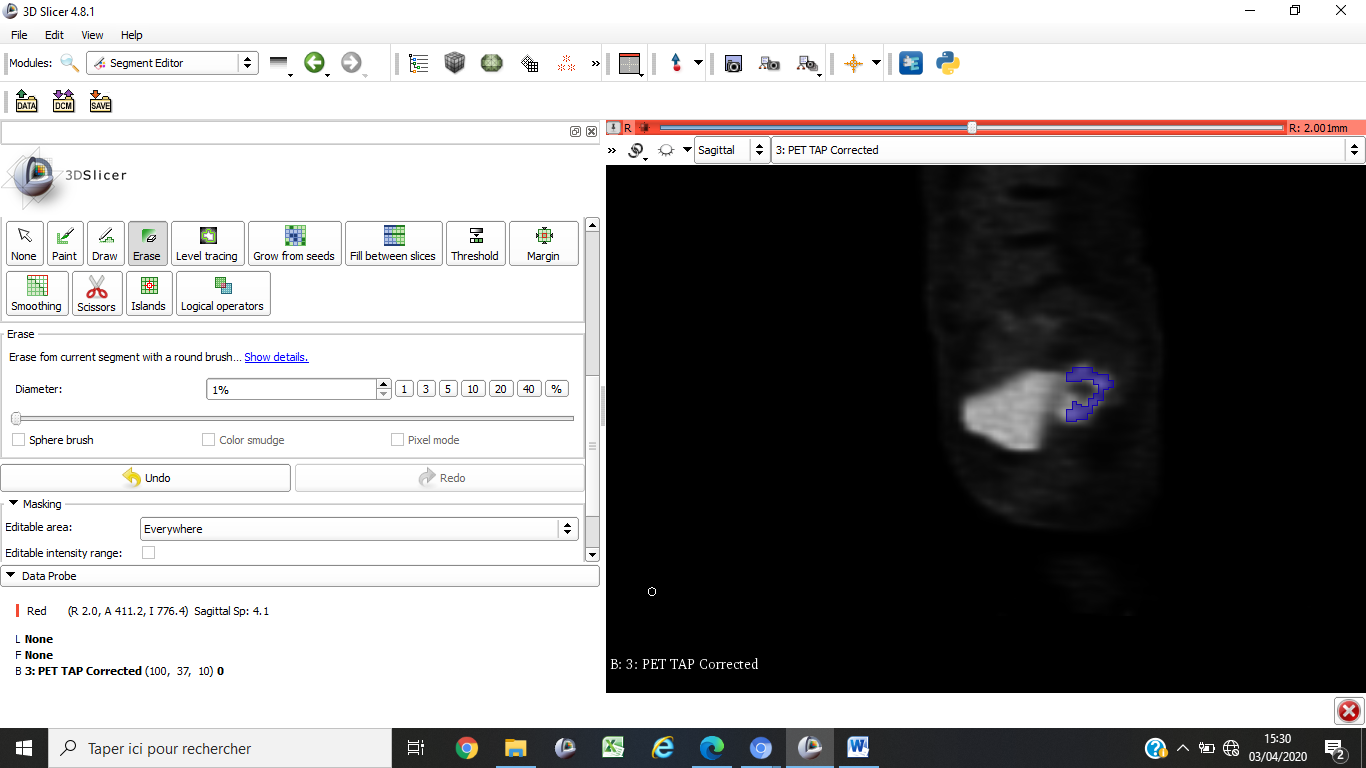 3D Slicer 4.8.1
File Edit View Help
Modules: Segment Editor
DATA DCM SAVE
R R: 2.001mm
Sagittal 3: PET TAP Corrected
3DSlicer
None Paint Draw Erase Level tracing Grow from seeds Fill between slices Threshold Margin
Smoothing Scissors Islands Logical operators
Erase
Erase fom current segment with a round brush... Show details.
Diameter: 1% 1 3 5 10 20 40 %
Sphere brush Color smudge Pixel mode
Undo Redo
Masking
Editable area: Everywhere
Editable intensity range:
Data Probe
Red (R 2.0, A 411.2, I 776.4) Sagittal Sp: 4.1
L None
F None
B 3: PET TAP Corrected (100, 37, 10) 0
B: 3: PET TAP Corrected
Taper ici pour rechercher
15:30
03/04/2020
2